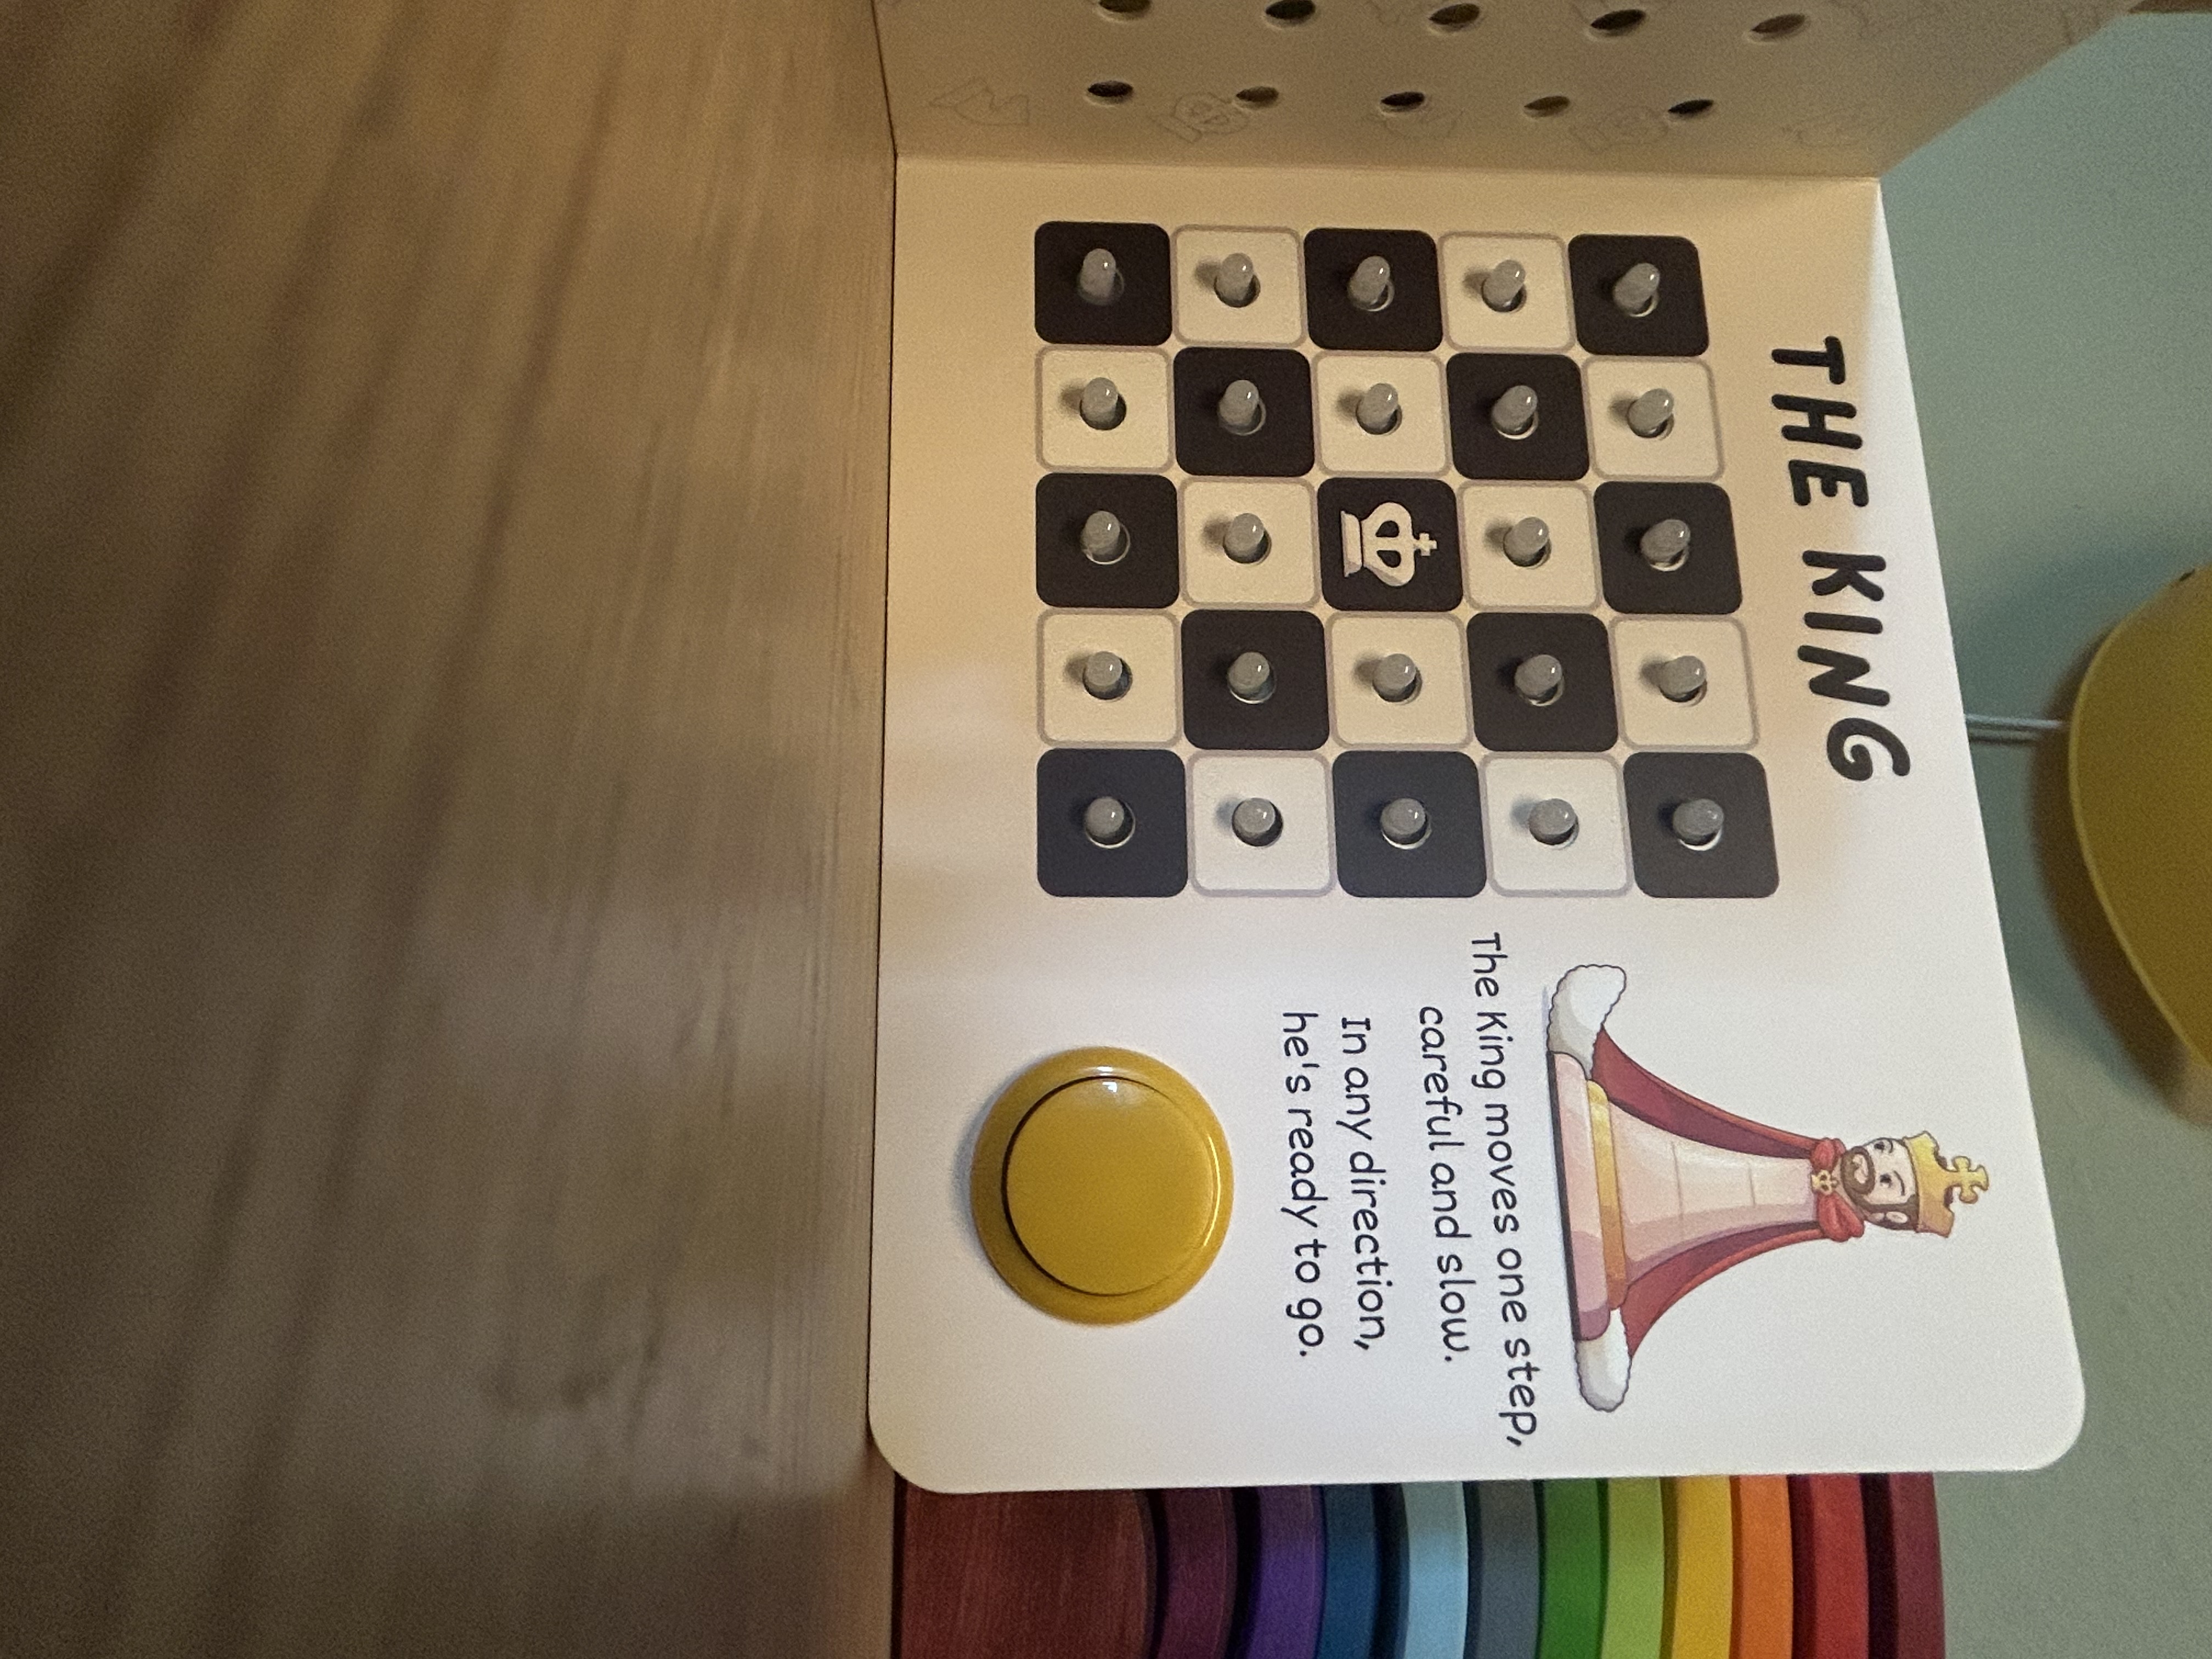 THE KING
The King moves one step,
careful and slow.
In any direction,
he's ready to go.